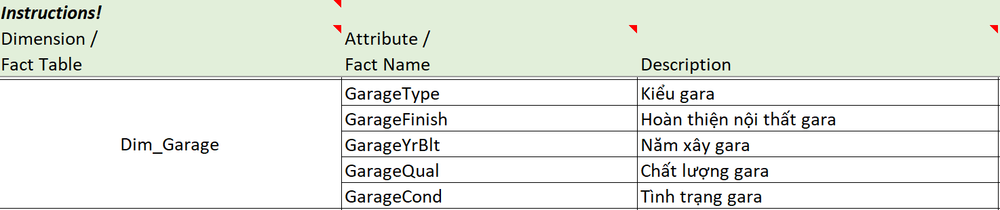 Instructions!
Dimension / Attribute /
Fact Table Fact Name Description
GarageType Kiểu gara
GarageFinish Hoàn thiện nội thất gara
Dim_Garage GarageYrBlt Năm xây gara
GarageQual Chất lượng gara
GarageCond Tình trạng gara